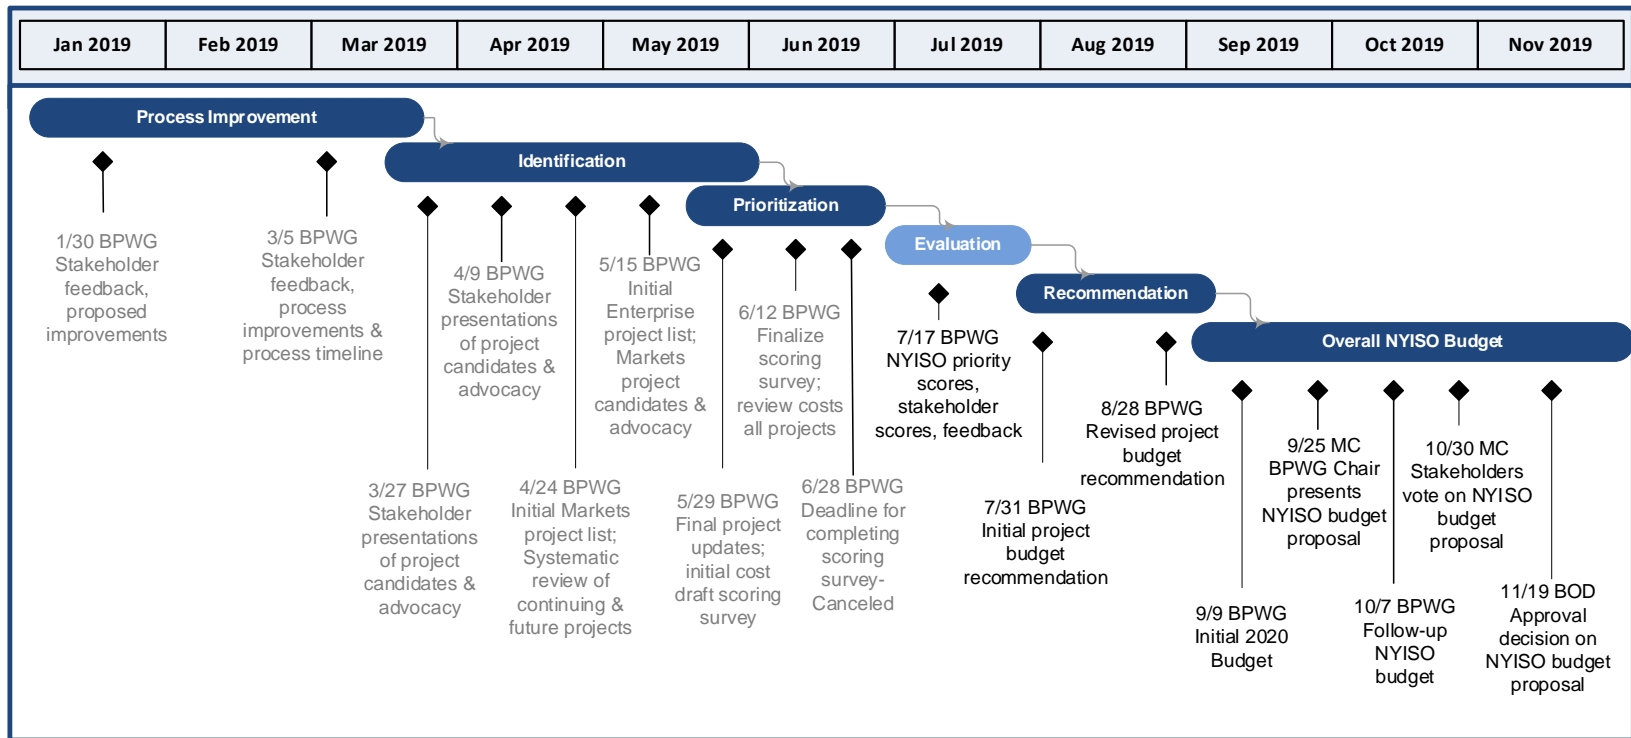 Jan 2019
Feb 2019
Mar 2019
Apr 2019
May 2019
Jun 2019
Jul 2019
Aug 2019
Sep 2019
Oct 2019
Nov 2019
Process Improvement
Identification
Prioritization
Evaluation
Recommendation
Overall NYISO Budget
1/30 BPWG
Stakeholder
feedback,
proposed
improvements
3/5 BPWG
Stakeholder
feedback,
process
improvements &
process timeline
3/27 BPWG
Stakeholder
presentations
of project
candidates &
advocacy
4/9 BPWG
Stakeholder
presentations
of project
candidates &
advocacy
4/24 BPWG
Initial Markets
project list;
Systematic
review of
continuing &
future projects
5/15 BPWG
Initial
Enterprise
project list;
Markets
project
candidates &
advocacy
5/29 BPWG
Final project
updates;
initial cost
draft scoring
survey
6/12 BPWG
Finalize
scoring
survey;
review costs
all projects
6/28 BPWG
Deadline for
completing
scoring
survey-
Canceled
7/17 BPWG
NYISO priority
scores,
stakeholder
scores, feedback
7/31 BPWG
Initial project
budget
recommendation
8/28 BPWG
Revised project
budget
recommendation
9/9 BPWG
Initial 2020
Budget
9/25 MC
BPWG Chair
presents
NYISO budget
proposal
10/7 BPWG
Follow-up
NYISO
budget
10/30 MC
Stakeholders
vote on NYISO
budget
proposal
11/19 BOD
Approval
decision on
NYISO budget
proposal